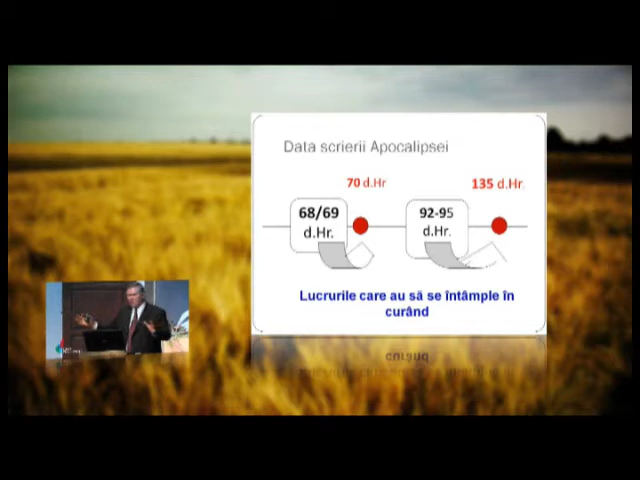 Data scrierii Apocalipsei
70 d.Hr
135 d.Hr.
68/69
d.Hr.
92-95
d.Hr.
Lucrurile care au să se întâmple în
curând